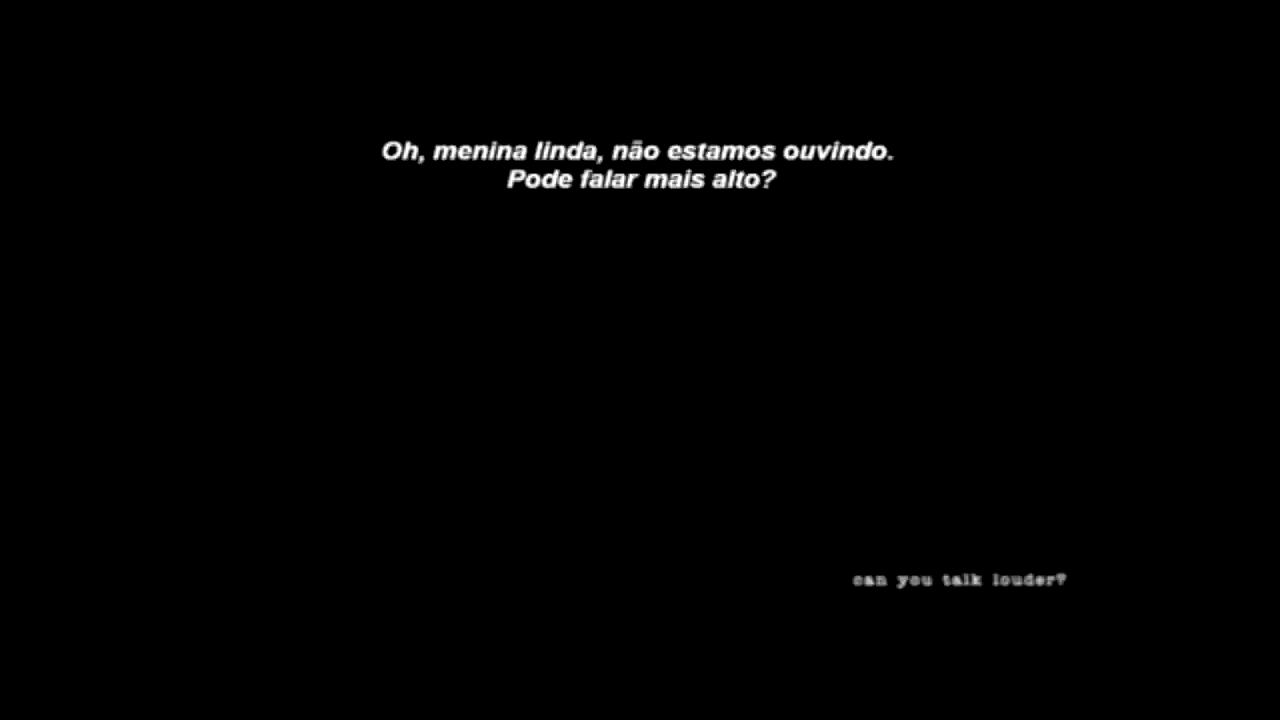 Oh, menina linda, não estamos ouvindo.
Pode falar mais alto?
can you talk louder?